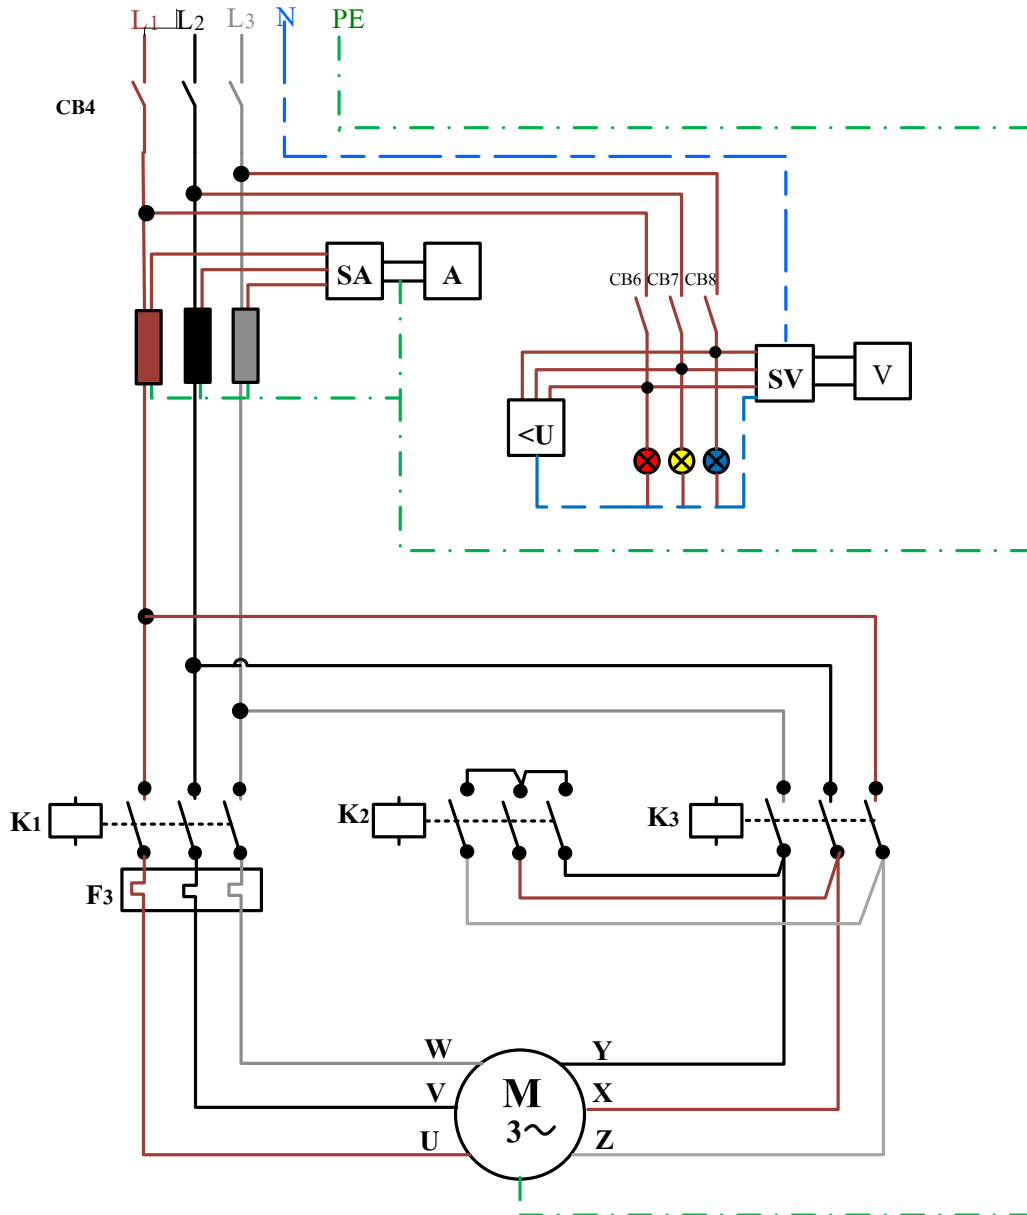 L1 L2 L3 N PE
CB4
SA A
CB6 CB7 CB8
SV V
<U
K1 K2 K3
F3
W Y
V M X
3~
U Z